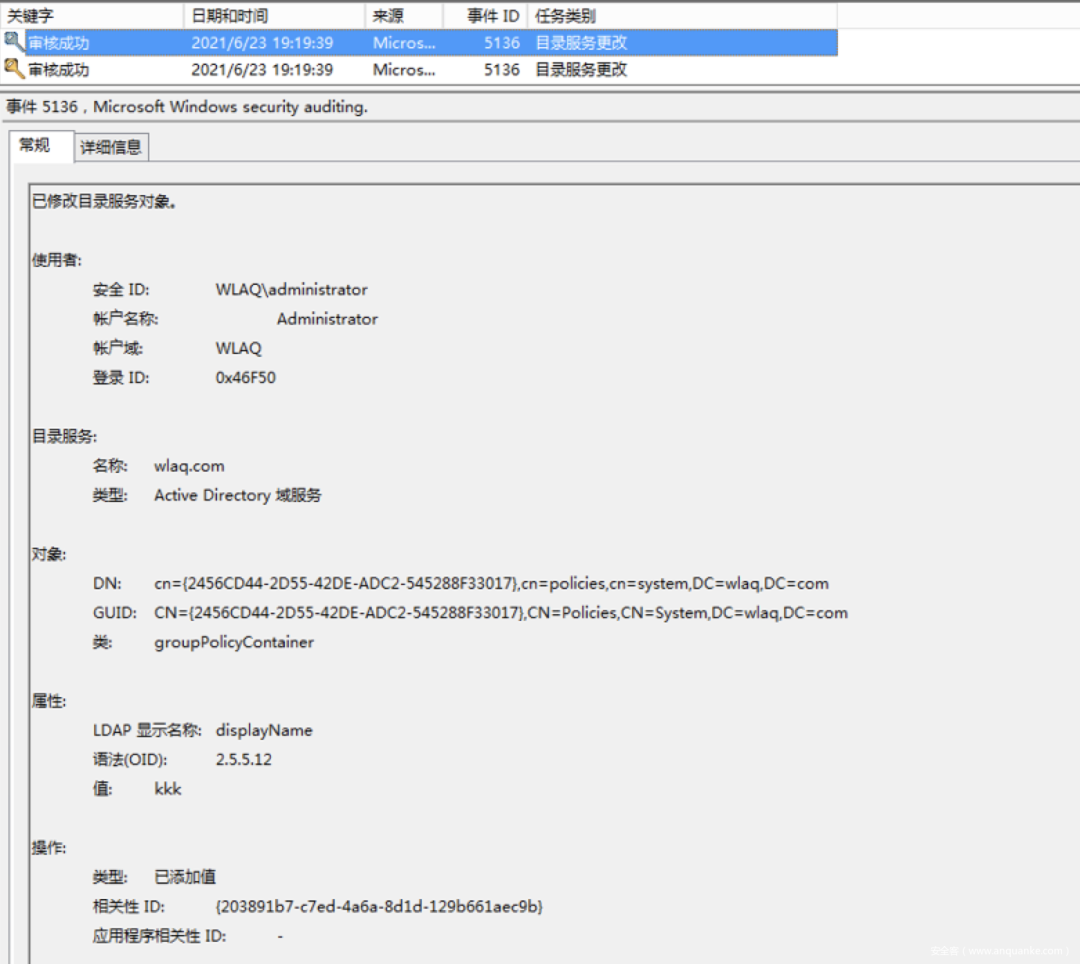 关键字 日期和时间 来源 事件 ID 任务类别
审核成功 2021/6/23 19:19:39 Micros... 5136 目录服务更改
审核成功 2021/6/23 19:19:39 Micros... 5136 目录服务更改
事件 5136，Microsoft Windows security auditing.
常规 详细信息
已修改目录服务对象。
使用者:
安全 ID: WLAQ\administrator
帐户名称: Administrator
帐户域: WLAQ
登录 ID: 0x46F50
目录服务:
名称: wlaq.com
类型: Active Directory 域服务
对象:
DN: cn={2456CD44-2D55-42DE-ADC2-545288F33017},cn=policies,cn=system,DC=wlaq,DC=com
GUID: CN={2456CD44-2D55-42DE-ADC2-545288F33017},CN=Policies,CN=System,DC=wlaq,DC=com
类: groupPolicyContainer
属性:
LDAP 显示名称: displayName
语法(OID): 2.5.5.12
值: kkk
操作:
类型: 已添加值
相关性 ID: {203891b7-c7ed-4a6a-8d1d-129b661aec9b}
应用程序相关性 ID: -
安全客 ( www.anquanke.com )